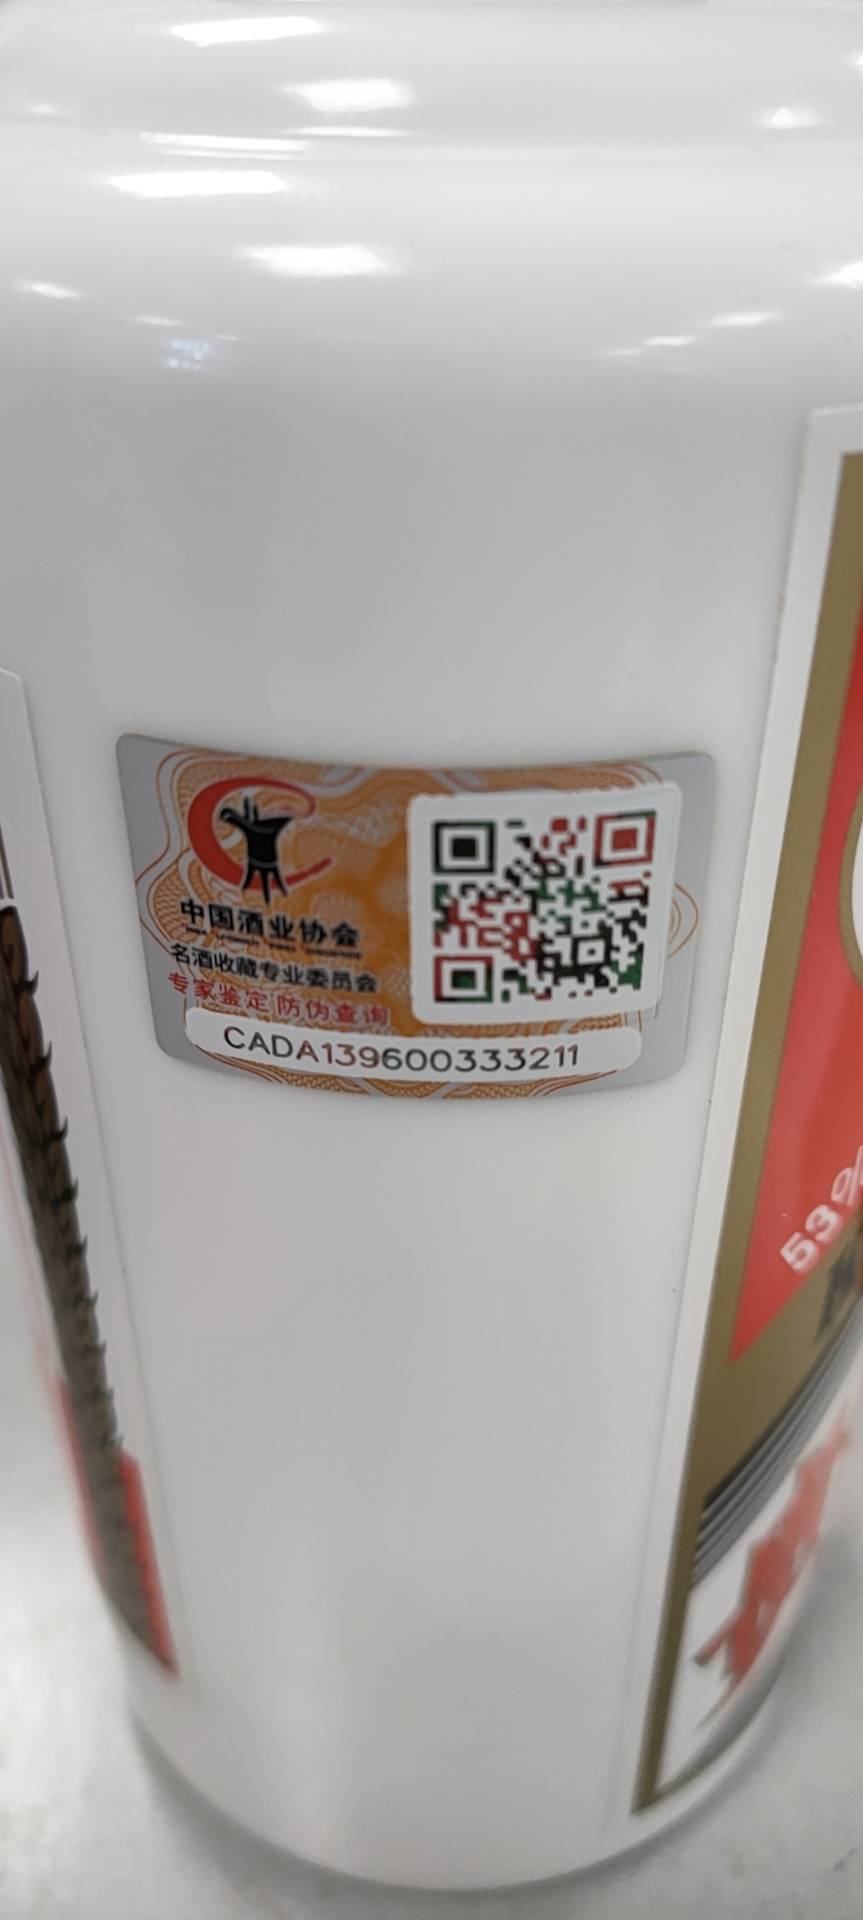 中国酒业协会
名酒收藏专业委员会
专家鉴定 防伪查询
CADA139600333211
53%